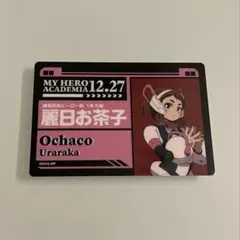 MY HERO
ACADEMIA 12.27
雄英高校ヒーロー科 1年A組
麗日お茶子
Ochaco
Uraraka